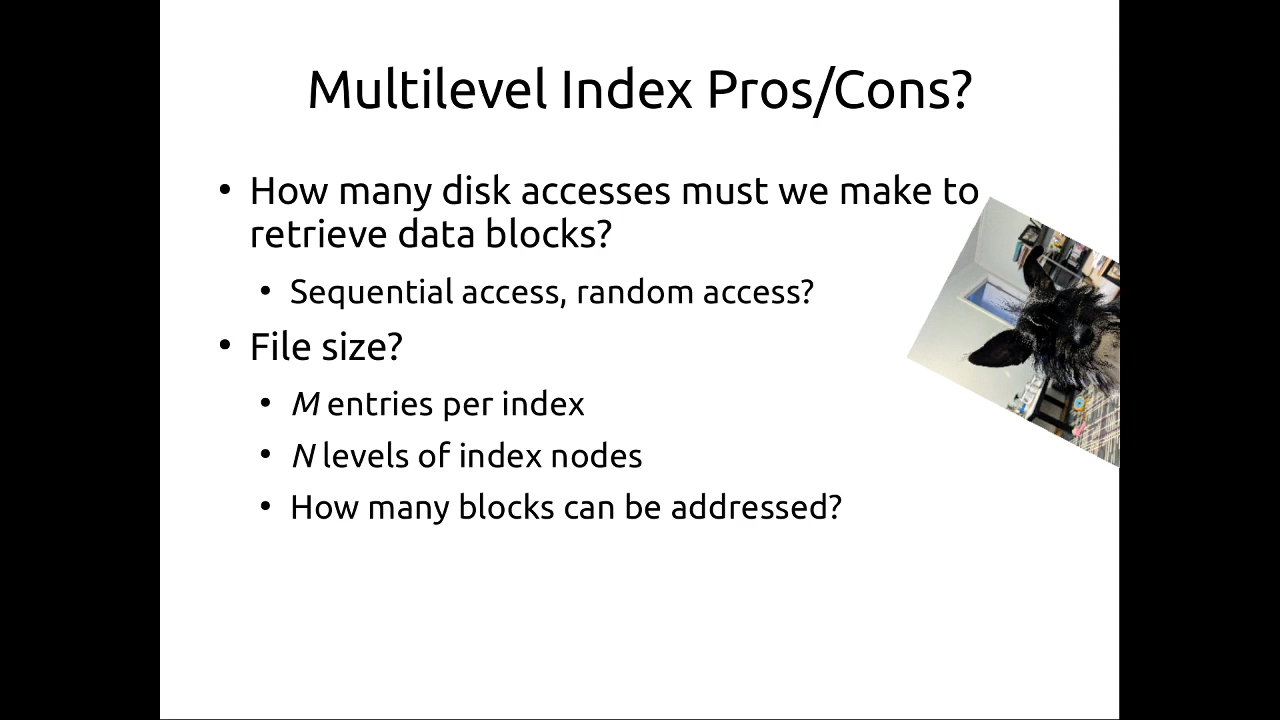 Multilevel Index Pros/Cons?
• How many disk accesses must we make to
retrieve data blocks?
• Sequential access, random access?
• File size?
• M entries per index
• N levels of index nodes
• How many blocks can be addressed?